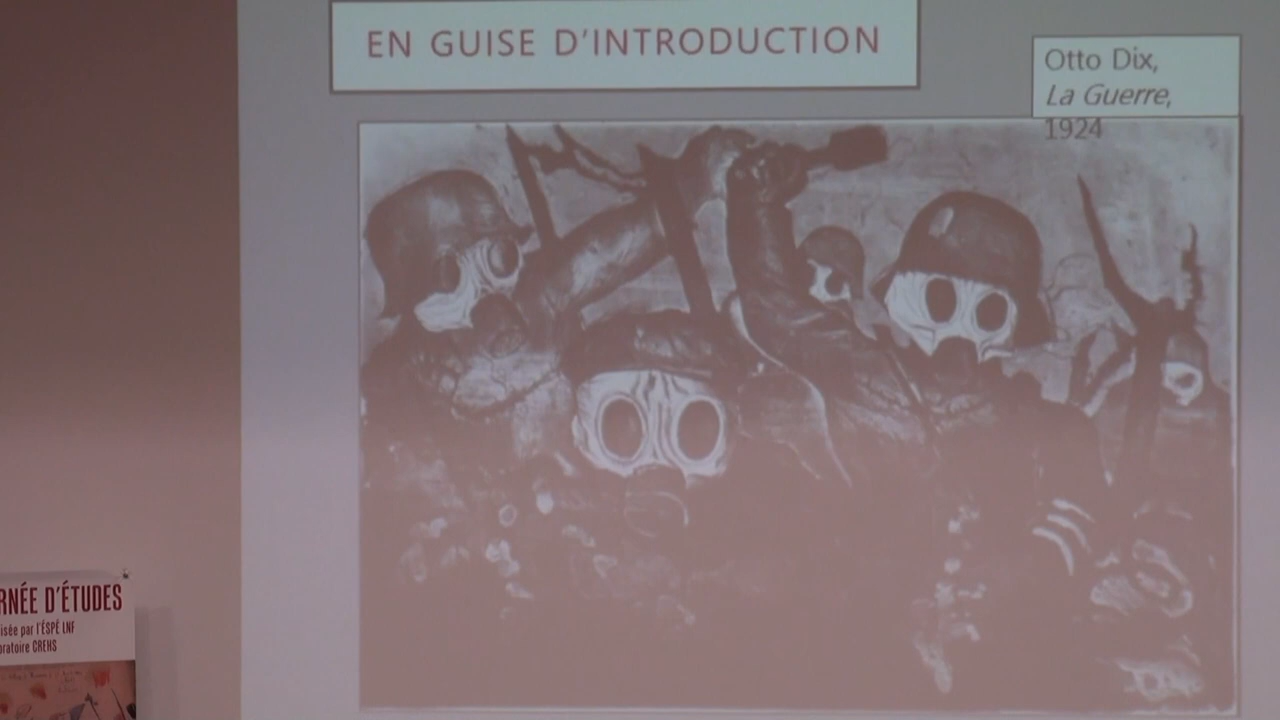 EN GUISE D'INTRODUCTION
Otto Dix,
La Guerre,
1924
RNÉE D'ÉTUDES
isée par l'ÉSPÉ LNF
oratoire CREHS